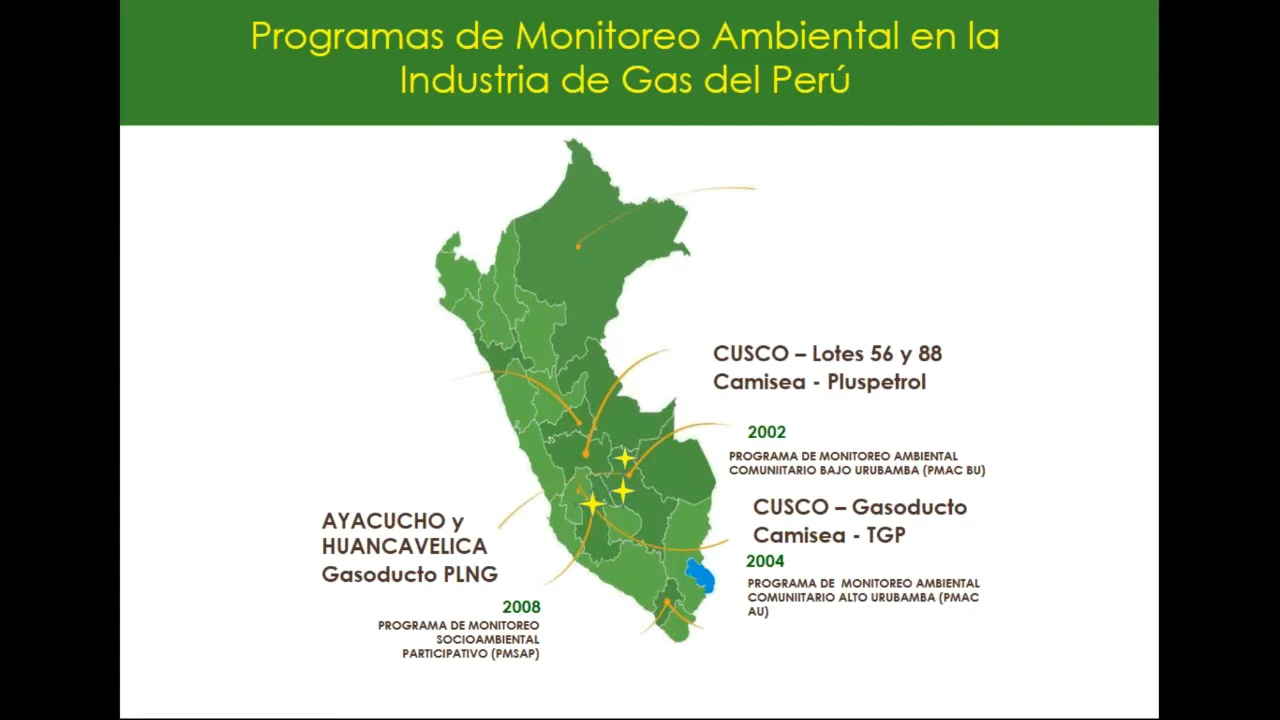 Programas de Monitoreo Ambiental en la
Industria de Gas del Perú
CUSCO – Lotes 56 y 88
Camisea - Pluspetrol
2002
PROGRAMA DE MONITOREO AMBIENTAL
COMUNIITARIO BAJO URUBAMBA (PMAC BU)
CUSCO – Gasoducto
Camisea - TGP
2004
PROGRAMA DE MONITOREO AMBIENTAL
COMUNIITARIO ALTO URUBAMBA (PMAC
AU)
AYACUCHO y
HUANCAVELICA
Gasoducto PLNG
2008
PROGRAMA DE MONITOREO
SOCIOAMBIENTAL
PARTICIPATIVO (PMSAP)